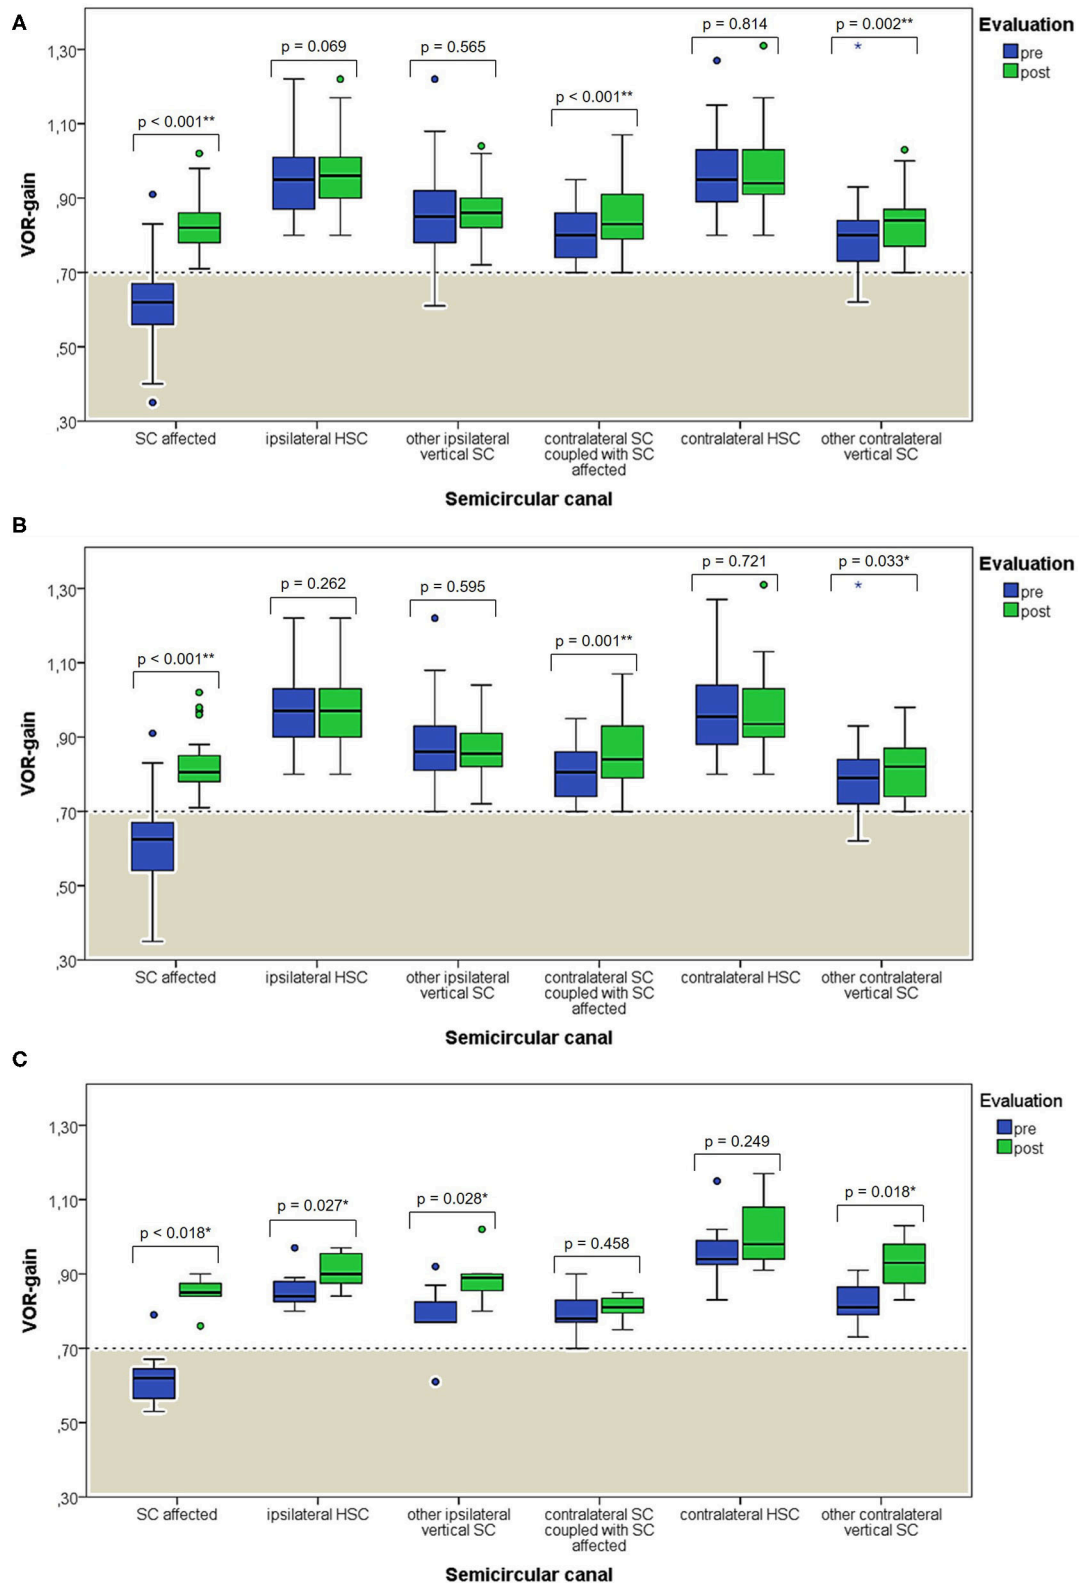 A
p = 0.814
p = 0.002**
Evaluation
pre
post
p = 0.069
p = 0.565
p < 0.001**
p < 0.001**
*
1,30
1,10
,90
,70
,50
,30
VOR-gain
SC affected
ipsilateral HSC
other ipsilateral
vertical SC
contralateral SC
coupled with SC
affected
contralateral HSC
other contralateral
vertical SC
Semicircular canal
B
p = 0.721
p = 0.033*
Evaluation
pre
post
p = 0.262
p = 0.595
p = 0.001**
p < 0.001**
*
1,30
1,10
,90
,70
,50
,30
VOR-gain
SC affected
ipsilateral HSC
other ipsilateral
vertical SC
contralateral SC
coupled with SC
affected
contralateral HSC
other contralateral
vertical SC
Semicircular canal
C
Evaluation
pre
post
p = 0.249
p = 0.018*
p = 0.028*
p = 0.027*
p < 0.018*
p = 0.458
1,30
1,10
,90
,70
,50
,30
VOR-gain
SC affected
ipsilateral HSC
other ipsilateral
vertical SC
contralateral SC
coupled with SC
affected
contralateral HSC
other contralateral
vertical SC
Semicircular canal